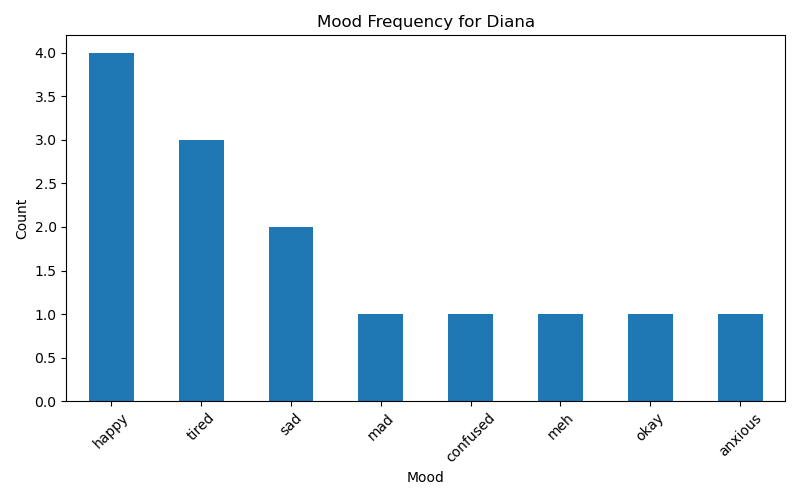 Mood Frequency for Diana
4.0
3.5
3.0
2.5
2.0
1.5
1.0
0.5
0.0
Count
happy
tired
sad
mad
confused
meh
okay
anxious
Mood